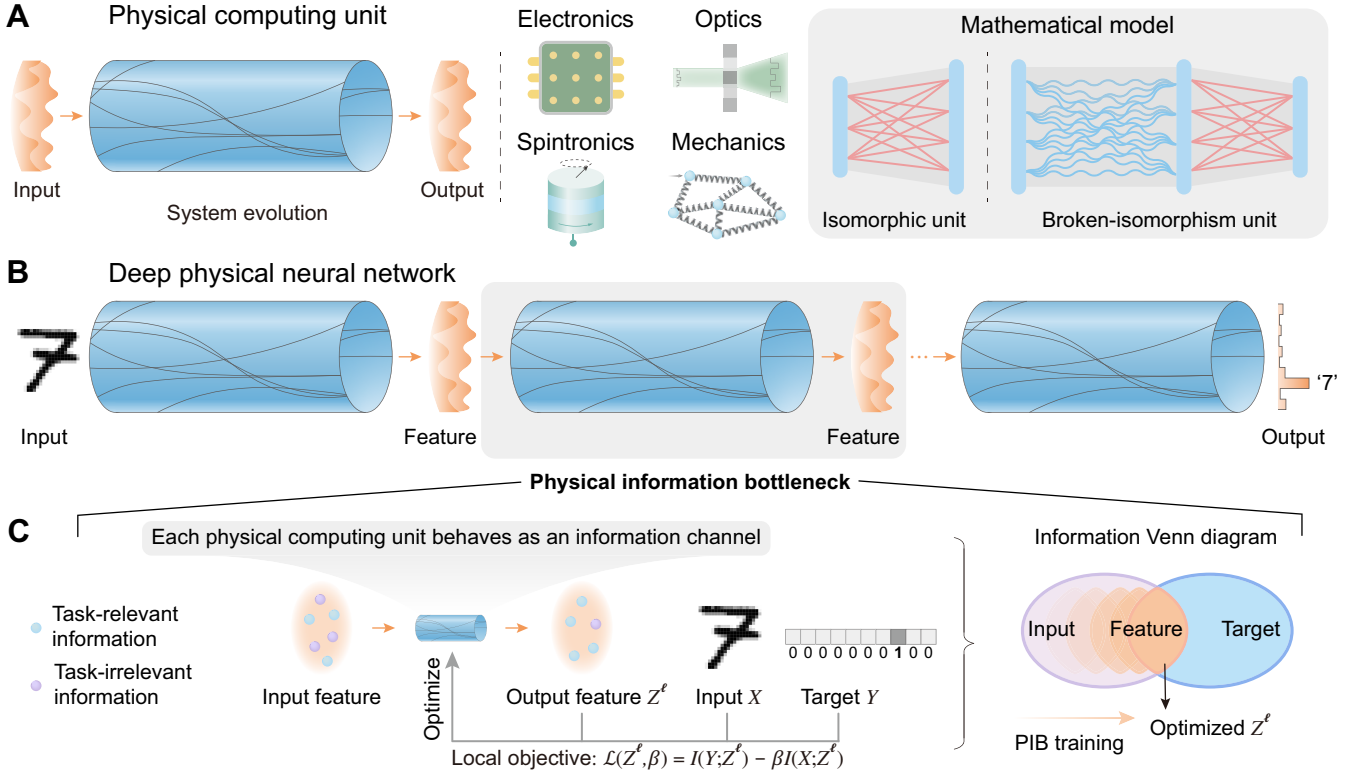 A
Physical computing unit
Input
System evolution
Output
Electronics
Optics
Spintronics
Mechanics
Mathematical model
Isomorphic unit
Broken-isomorphism unit
B
Deep physical neural network
7
Input
Feature
Feature
...
'7'
Output
Physical information bottleneck
C
Each physical computing unit behaves as an information channel
Task-relevant
information
Task-irrelevant
information
Input feature
Optimize
Output feature Z^ℓ
7
Input X
0 0 0 0 0 0 0 1 0 0
Target Y
Local objective: ℒ(Z^ℓ,β) = I(Y;Z^ℓ) − βI(X;Z^ℓ)
Information Venn diagram
Input
Feature
Target
PIB training
Optimized Z^ℓ